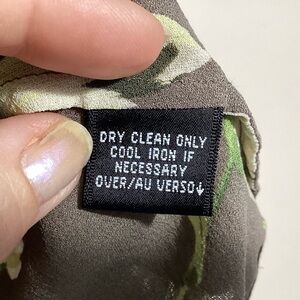 DRY CLEAN ONLY
COOL IRON IF
NECESSARY
OVER/AU VERSO↓